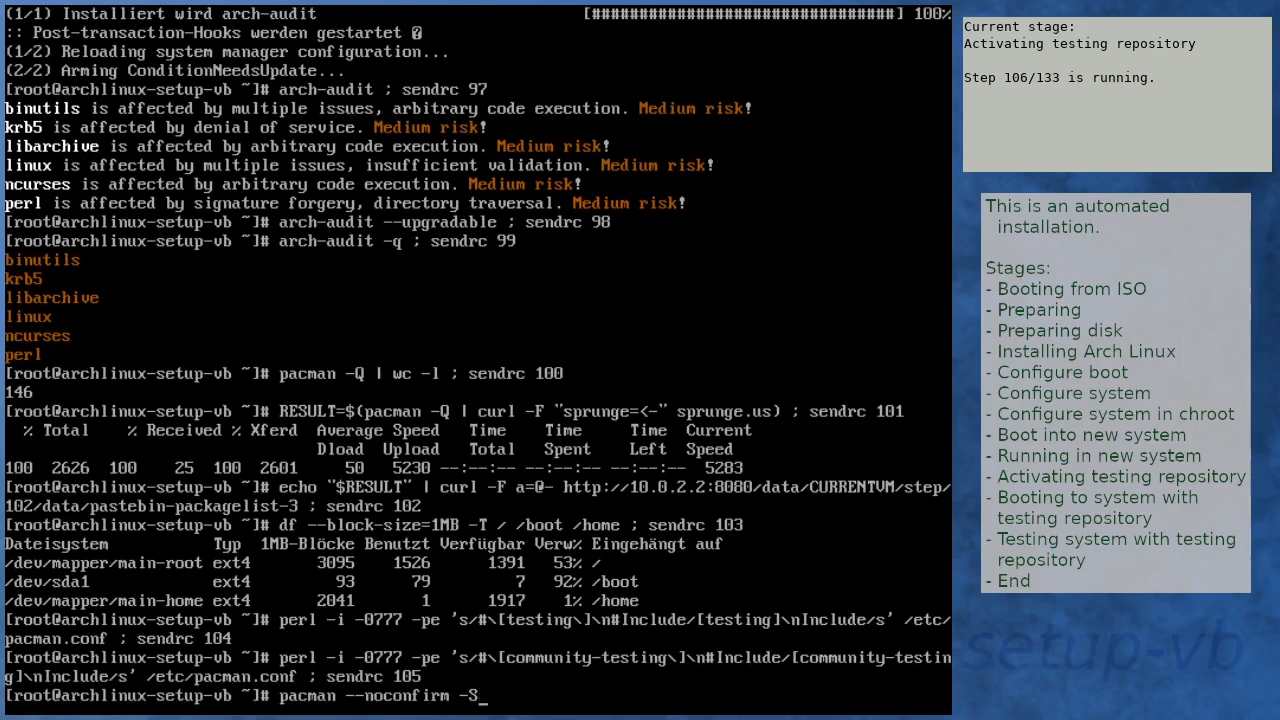 (1/1) Installiert wird arch-audit [################################] 100%
:: Post-transaction-Hooks werden gestartet �
(1/2) Reloading system manager configuration...
(2/2) Arming ConditionNeedsUpdate...
[root@archlinux-setup-vb ~]# arch-audit ; sendrc 97
binutils is affected by multiple issues, arbitrary code execution. Medium risk!
krb5 is affected by denial of service. Medium risk!
libarchive is affected by arbitrary code execution. Medium risk!
linux is affected by multiple issues, insufficient validation. Medium risk!
ncurses is affected by arbitrary code execution. Medium risk!
perl is affected by signature forgery, directory traversal. Medium risk!
[root@archlinux-setup-vb ~]# arch-audit --upgradable ; sendrc 98
[root@archlinux-setup-vb ~]# arch-audit -q ; sendrc 99
binutils
krb5
libarchive
linux
ncurses
perl
[root@archlinux-setup-vb ~]# pacman -Q | wc -l ; sendrc 100
146
[root@archlinux-setup-vb ~]# RESULT=$(pacman -Q | curl -F "sprunge=<-" sprunge.us) ; sendrc 101
% Total % Received % Xferd Average Speed Time Time Time Current
Dload Upload Total Spent Left Speed
100 2626 100 25 100 2601 50 5230 --:--:-- --:--:-- --:--:-- 5283
[root@archlinux-setup-vb ~]# echo "$RESULT" | curl -F a=@- http://10.0.2.2:8080/data/CURRENTVM/step/
102/data/pastebin-packagelist-3 ; sendrc 102
[root@archlinux-setup-vb ~]# df --block-size=1MB -T / /boot /home ; sendrc 103
Dateisystem Typ 1MB-Blöcke Benutzt Verfügbar Verw% Eingehängt auf
/dev/mapper/main-root ext4 3095 1526 1391 53% /
/dev/sda1 ext4 93 79 7 92% /boot
/dev/mapper/main-home ext4 2041 1 1917 1% /home
[root@archlinux-setup-vb ~]# perl -i -0777 -pe 's/#\[testing\]\n#Include/[testing]\nInclude/s' /etc/
pacman.conf ; sendrc 104
[root@archlinux-setup-vb ~]# perl -i -0777 -pe 's/#\[community-testing\]\n#Include/[community-testin
g]\nInclude/s' /etc/pacman.conf ; sendrc 105
[root@archlinux-setup-vb ~]# pacman --noconfirm -S_
Current stage:
Activating testing repository
Step 106/133 is running.
This is an automated
installation.
Stages:
- Booting from ISO
- Preparing
- Preparing disk
- Installing Arch Linux
- Configure boot
- Configure system
- Configure system in chroot
- Boot into new system
- Running in new system
- Activating testing repository
- Booting to system with
testing repository
- Testing system with testing
repository
- End
setup-vb